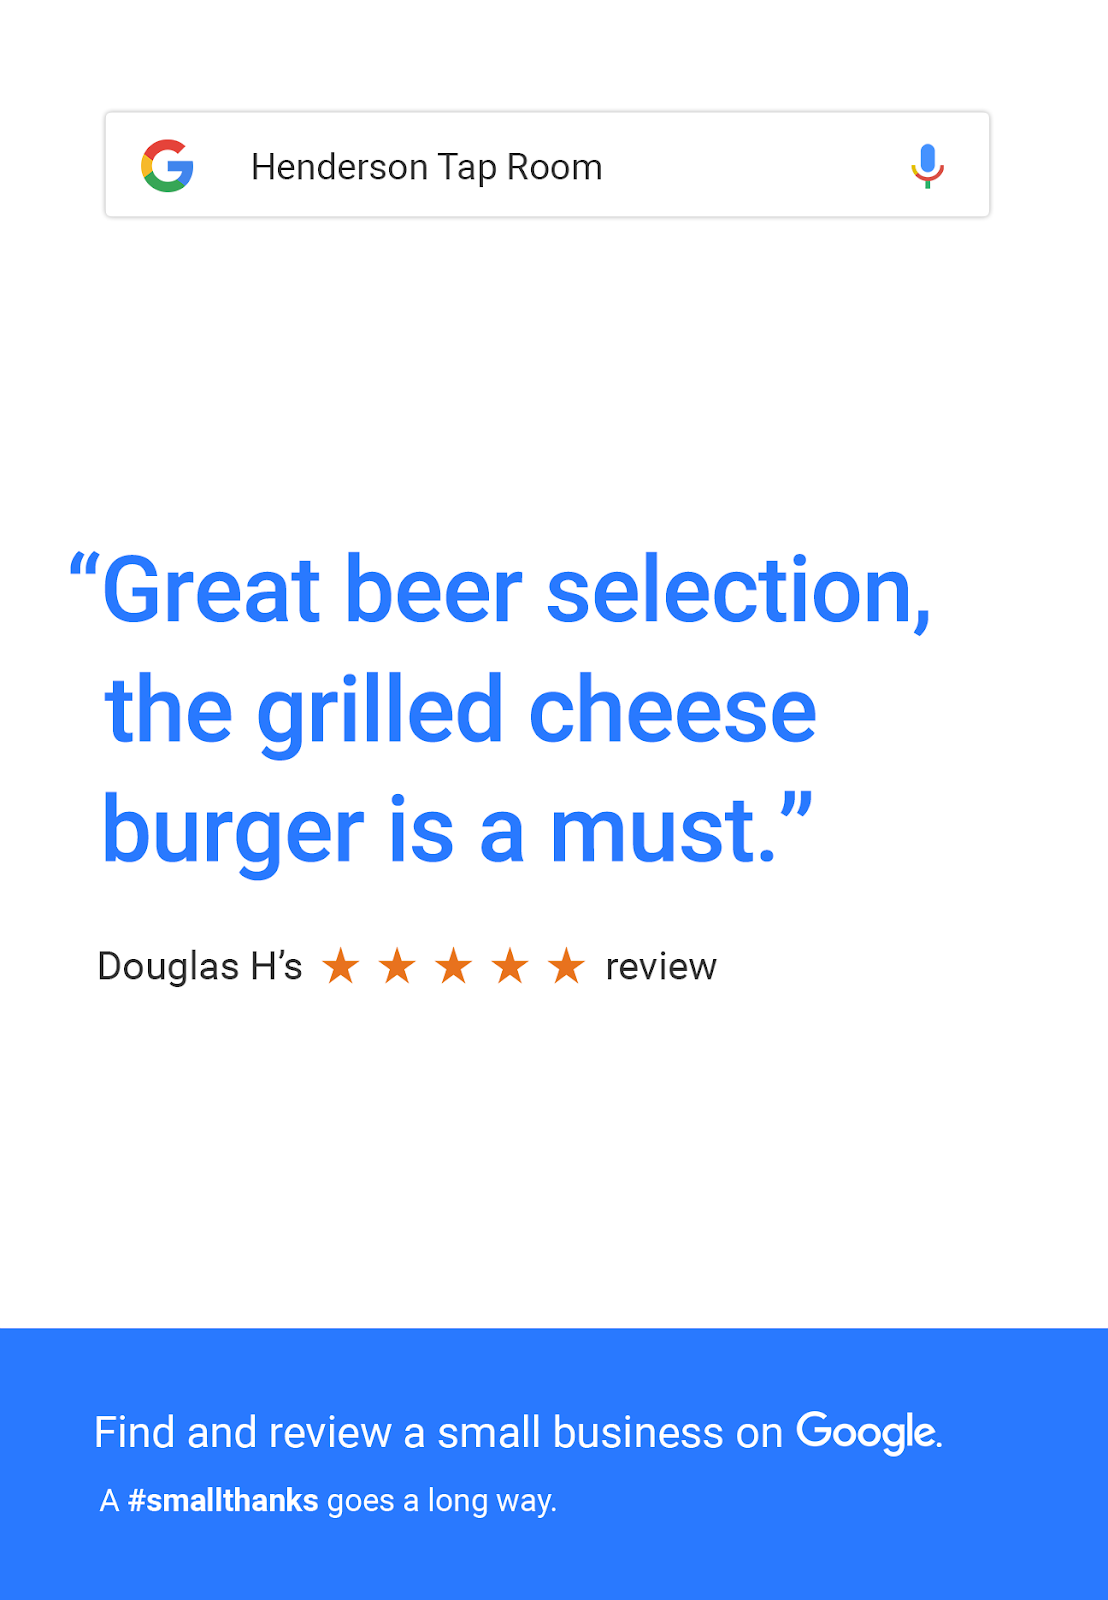 Henderson Tap Room
“Great beer selection,
the grilled cheese
burger is a must.”
Douglas H’s ★ ★ ★ ★ ★ review
Find and review a small business on Google.
A #smallthanks goes a long way.